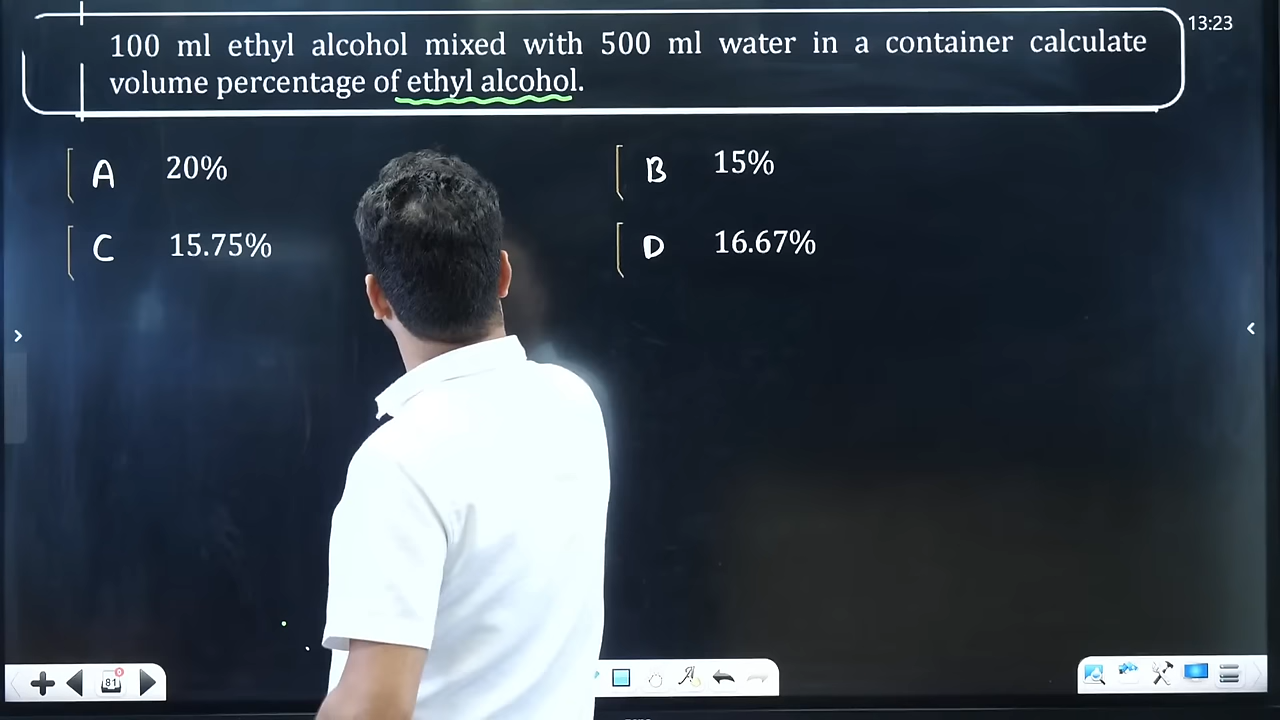 13:23
100 ml ethyl alcohol mixed with 500 ml water in a container calculate
volume percentage of ethyl alcohol.
A 20%
B 15%
C 15.75%
D 16.67%
81